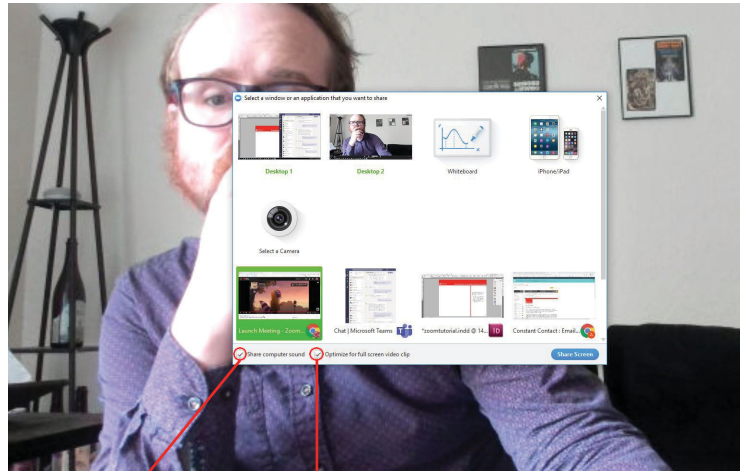 Select a window or an application that you want to share
Desktop 1
Desktop 2
Whiteboard
iPhone/iPad
Select a Camera
Launch Meeting - Zoom...
Chat | Microsoft Teams
*zoomtutorial.indd @ 14...
ID
Constant Contact : Email...
Share computer sound
Optimize for full screen video clip
Share Screen